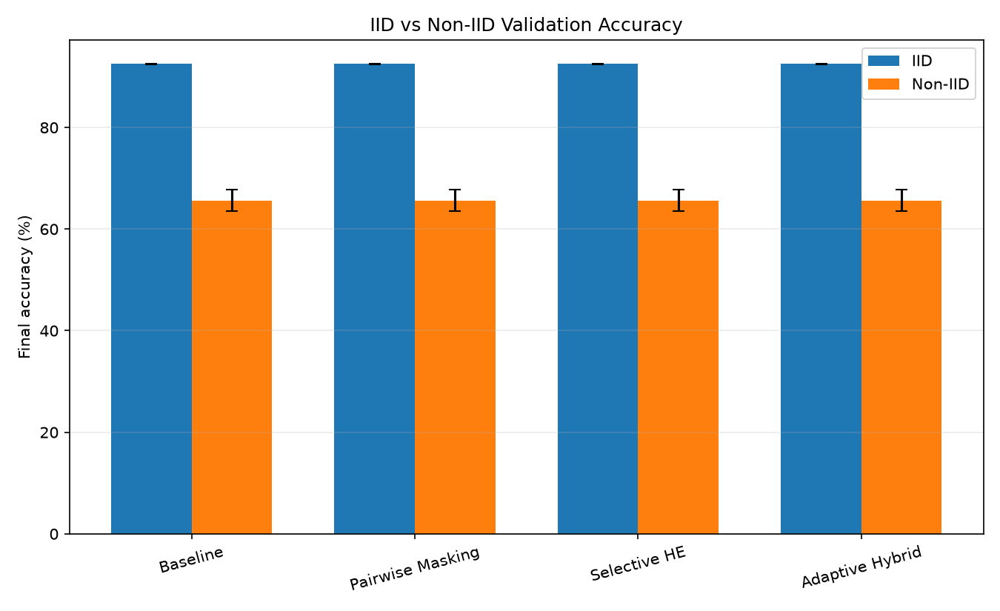 IID vs Non-IID Validation Accuracy
IID
Non-IID
Final accuracy (%)
80
60
40
20
0
Baseline
Pairwise Masking
Selective HE
Adaptive Hybrid